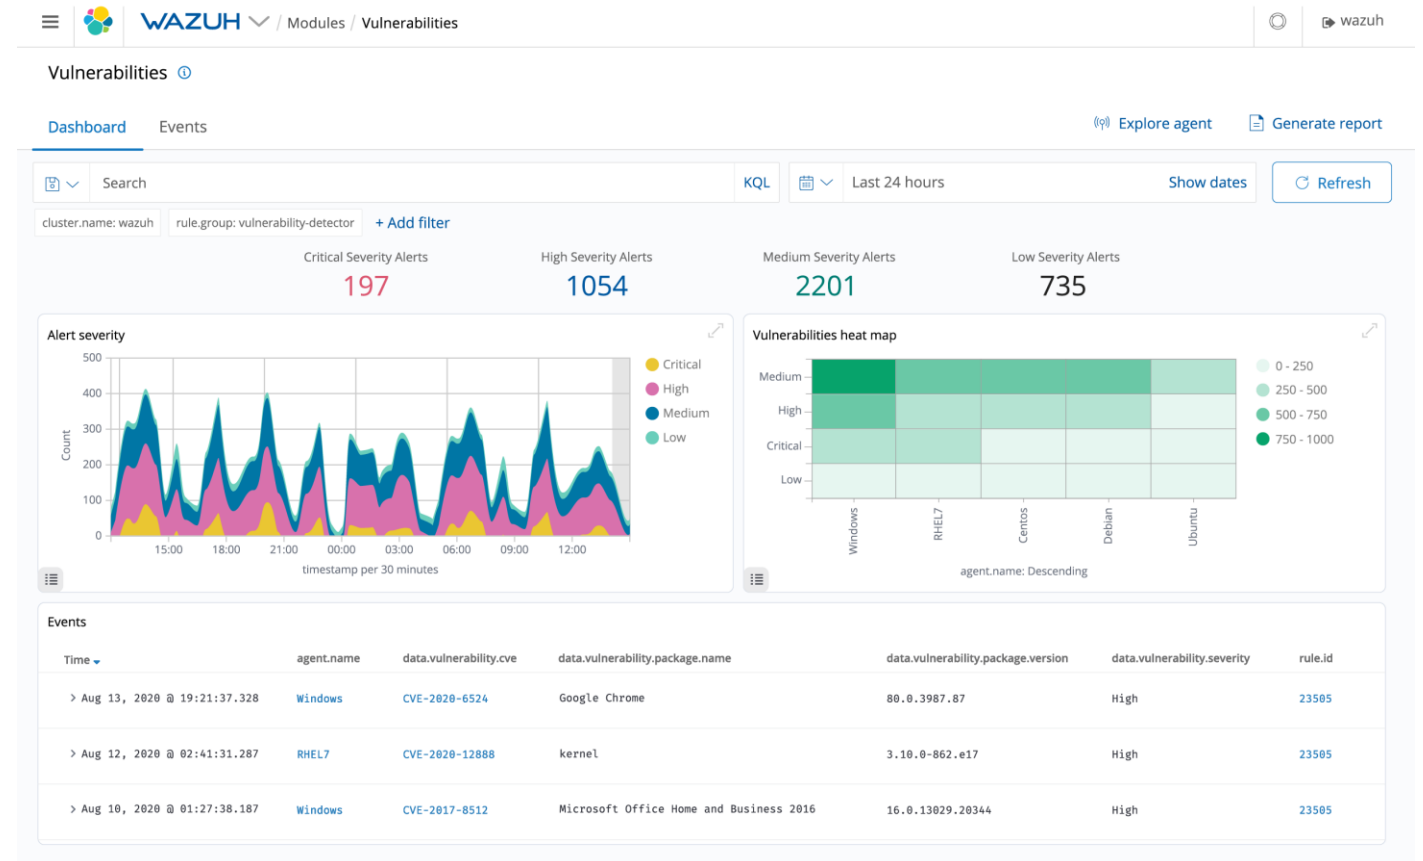 WAZUH / Modules / Vulnerabilities wazuh
Vulnerabilities
Dashboard Events Explore agent Generate report
Search KQL Last 24 hours Show dates Refresh
cluster.name: wazuh rule.group: vulnerability-detector + Add filter
Critical Severity Alerts High Severity Alerts Medium Severity Alerts Low Severity Alerts
197 1054 2201 735
Alert severity
500
400
300
200
100
0
Count
15:00 18:00 21:00 00:00 03:00 06:00 09:00 12:00
timestamp per 30 minutes
Critical
High
Medium
Low
Vulnerabilities heat map
Medium
High
Critical
Low
Windows RHEL7 Centos Debian Ubuntu
agent.name: Descending
0 - 250
250 - 500
500 - 750
750 - 1000
Events
Time agent.name data.vulnerability.cve data.vulnerability.package.name data.vulnerability.package.version data.vulnerability.severity rule.id
> Aug 13, 2020 @ 19:21:37.328 Windows CVE-2020-6524 Google Chrome 80.0.3987.87 High 23505
> Aug 12, 2020 @ 02:41:31.287 RHEL7 CVE-2020-12888 kernel 3.10.0-862.el7 High 23505
> Aug 10, 2020 @ 01:27:38.187 Windows CVE-2017-8512 Microsoft Office Home and Business 2016 16.0.13029.20344 High 23505